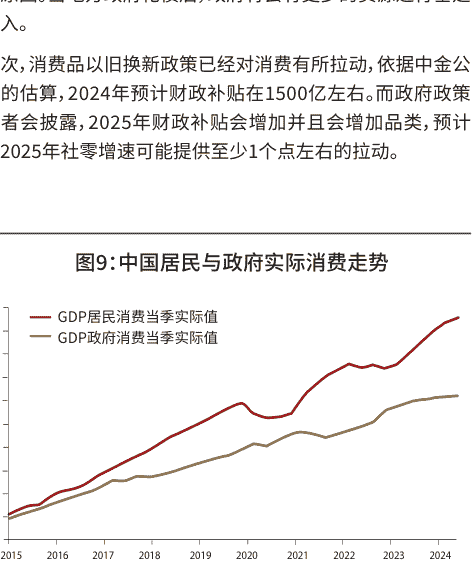 入。
次，消费品以旧换新政策已经对消费有所拉动，依据中金公
的估算，2024年预计财政补贴在1500亿左右。而政府政策
者会披露，2025年财政补贴会增加并且会增加品类，预计
2025年社零增速可能提供至少1个点左右的拉动。
图9：中国居民与政府实际消费走势
GDP居民消费当季实际值
GDP政府消费当季实际值
2015 2016 2017 2018 2019 2020 2021 2022 2023 2024